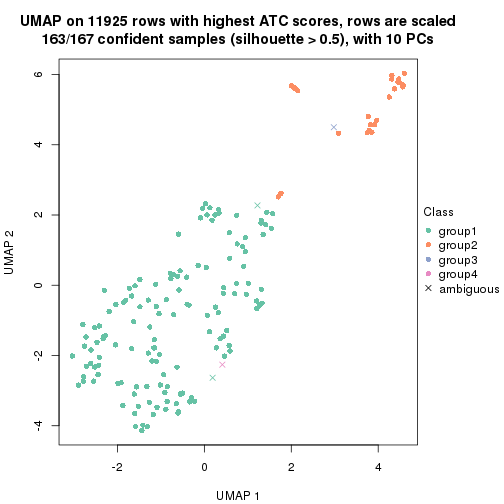 UMAP on 11925 rows with highest ATC scores, rows are scaled
163/167 confident samples (silhouette > 0.5), with 10 PCs
6
4
2
0
-2
-4
UMAP 2
-2
0
2
4
UMAP 1
Class
group1
group2
group3
group4
ambiguous